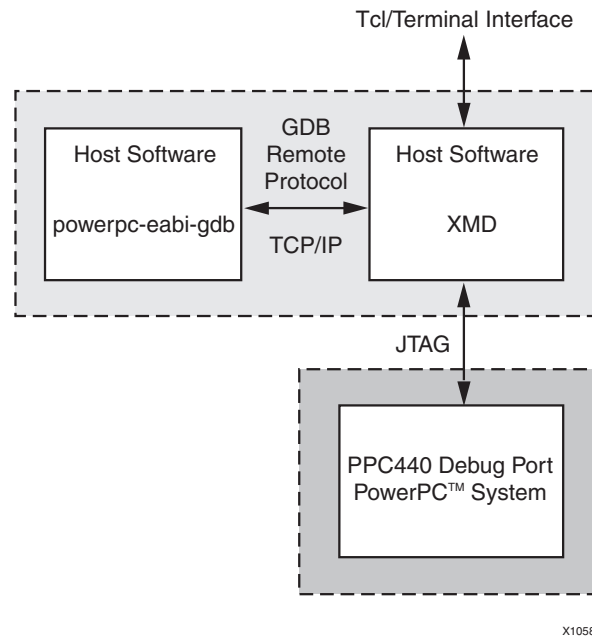 Tcl/Terminal Interface
Host Software
powerpc-eabi-gdb
GDB
Remote
Protocol
TCP/IP
Host Software
XMD
JTAG
PPC440 Debug Port
PowerPC™ System
X1058